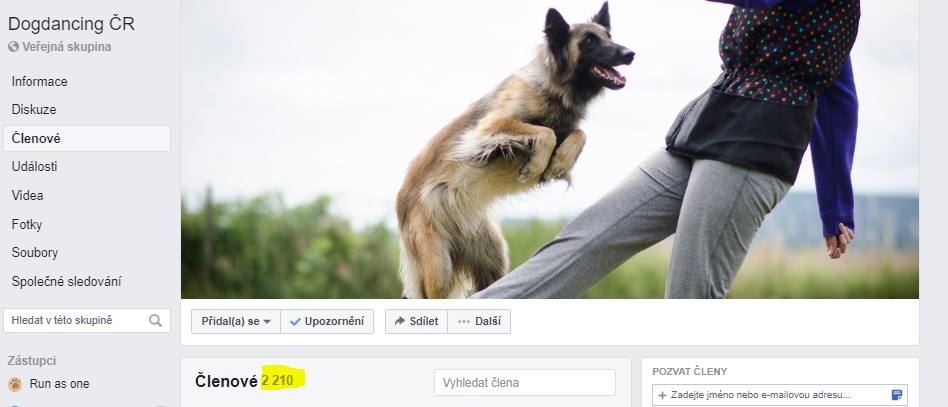 Dogdancing ČR
Veřejná skupina
Informace
Diskuze
Členové
Události
Videa
Fotky
Soubory
Společné sledování
Hledat v této skupině
Zástupci
Run as one
Přidal(a) se
Upozornění
Sdílet
Další
Členové 2 210
Vyhledat člena
POZVAT ČLENY
Zadejte jméno nebo e-mailovou adresu...